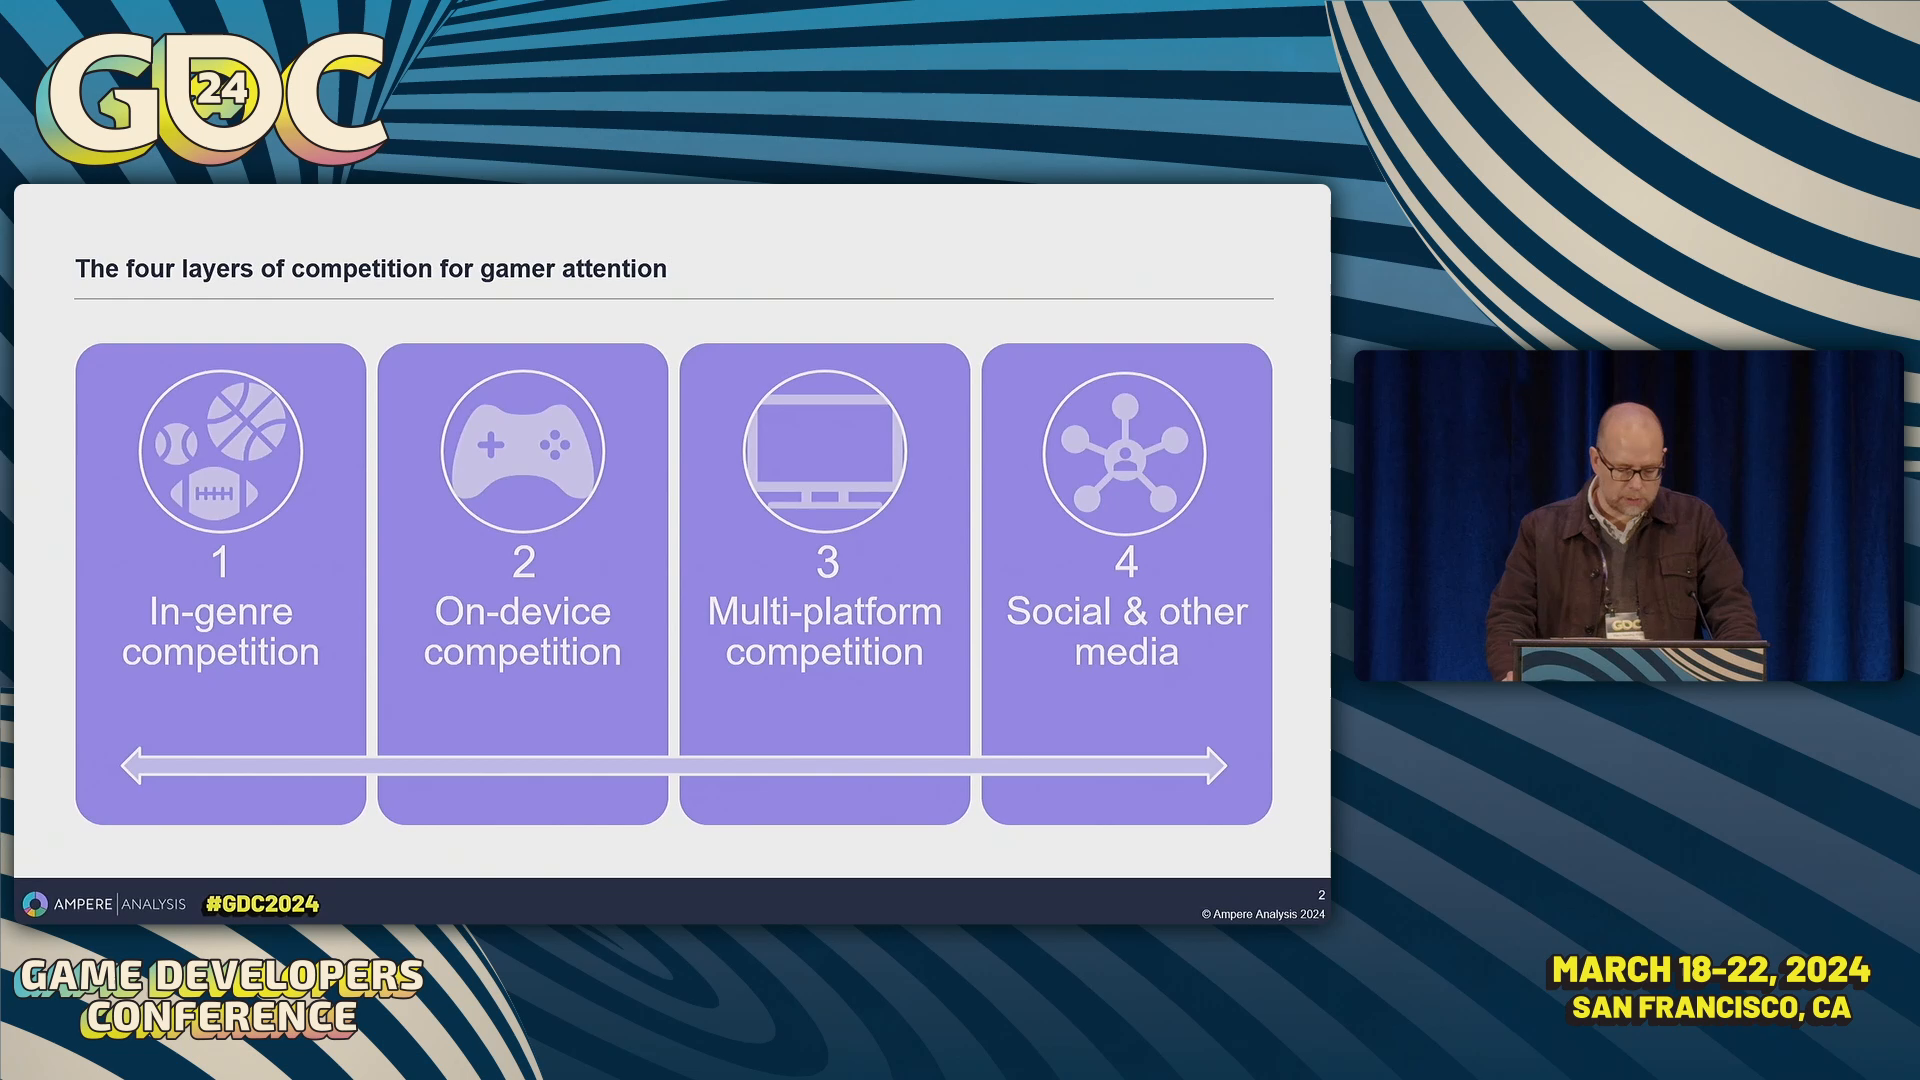 GDC
24
The four layers of competition for gamer attention
1
In-genre
competition
2
On-device
competition
3
Multi-platform
competition
4
Social & other
media
AMPERE ANALYSIS
#GDC2024
2
© Ampere Analysis 2024
GDC
GAME DEVELOPERS
CONFERENCE
MARCH 18-22, 2024
SAN FRANCISCO, CA